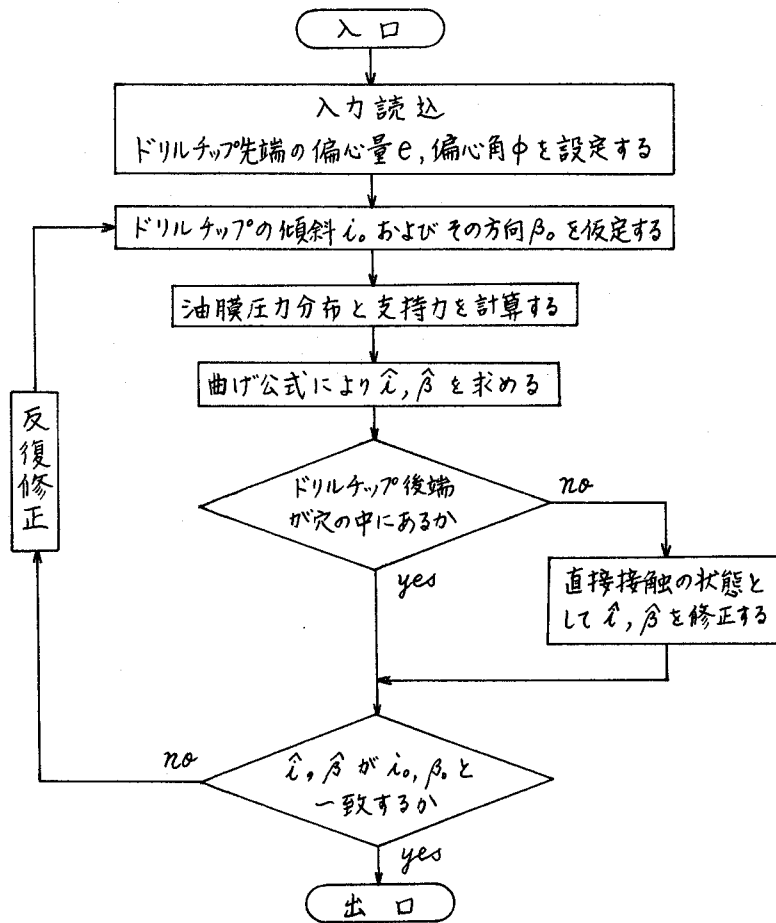 入口
入力読込
ドリルチップ先端の偏心量e,偏心角φを設定する
ドリルチップの傾斜i₀およびその方向β₀を仮定する
油膜圧力分布と支持力を計算する
曲げ公式によりî,β̂を求める
反復修正
ドリルチップ後端
が穴の中にあるか
no
yes
直接接触の状態と
してî,β̂を修正する
no
î,β̂がi₀,β₀と
一致するか
yes
出口